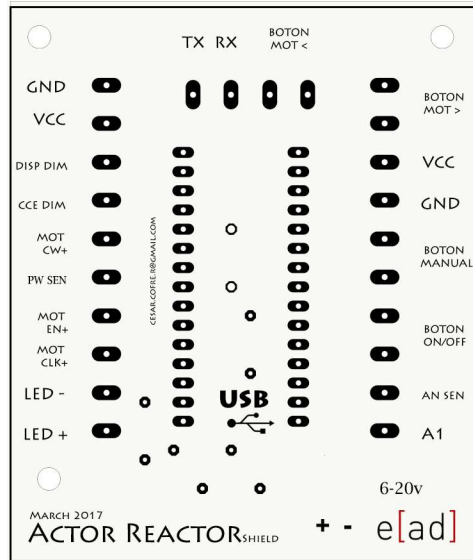 TX RX
BOTON
MOT <
GND
VCC
DISP DIM
CCE DIM
MOT
CW+
PW SEN
MOT
EN+
MOT
CLK+
LED -
LED +
CESAR.COFRE.R@GMAIL.COM
USB
BOTON
MOT >
VCC
GND
BOTON
MANUAL
BOTON
ON/OFF
AN SEN
A1
6-20v
MARCH 2017
ACTOR REACTOR SHIELD
+ -
e[ad]